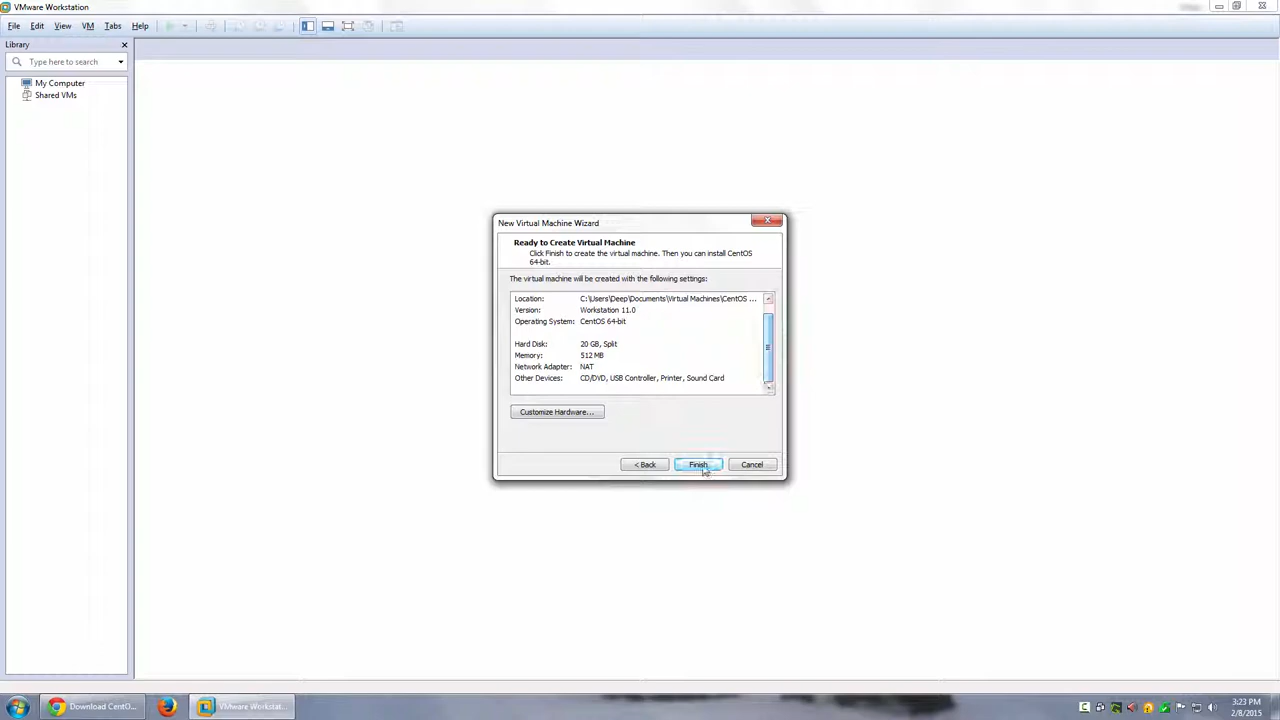 VMware Workstation
File Edit View VM Tabs Help
Library
Type here to search
My Computer
Shared VMs
New Virtual Machine Wizard
Ready to Create Virtual Machine
Click Finish to create the virtual machine. Then you can install CentOS
64-bit.
The virtual machine will be created with the following settings:
Location: C:\Users\Deep\Documents\Virtual Machines\CentOS ...
Version: Workstation 11.0
Operating System: CentOS 64-bit
Hard Disk: 20 GB, Split
Memory: 512 MB
Network Adapter: NAT
Other Devices: CD/DVD, USB Controller, Printer, Sound Card
Customize Hardware...
< Back Finish Cancel
Download CentO... VMware Workstat...
3:23 PM
2/8/2015